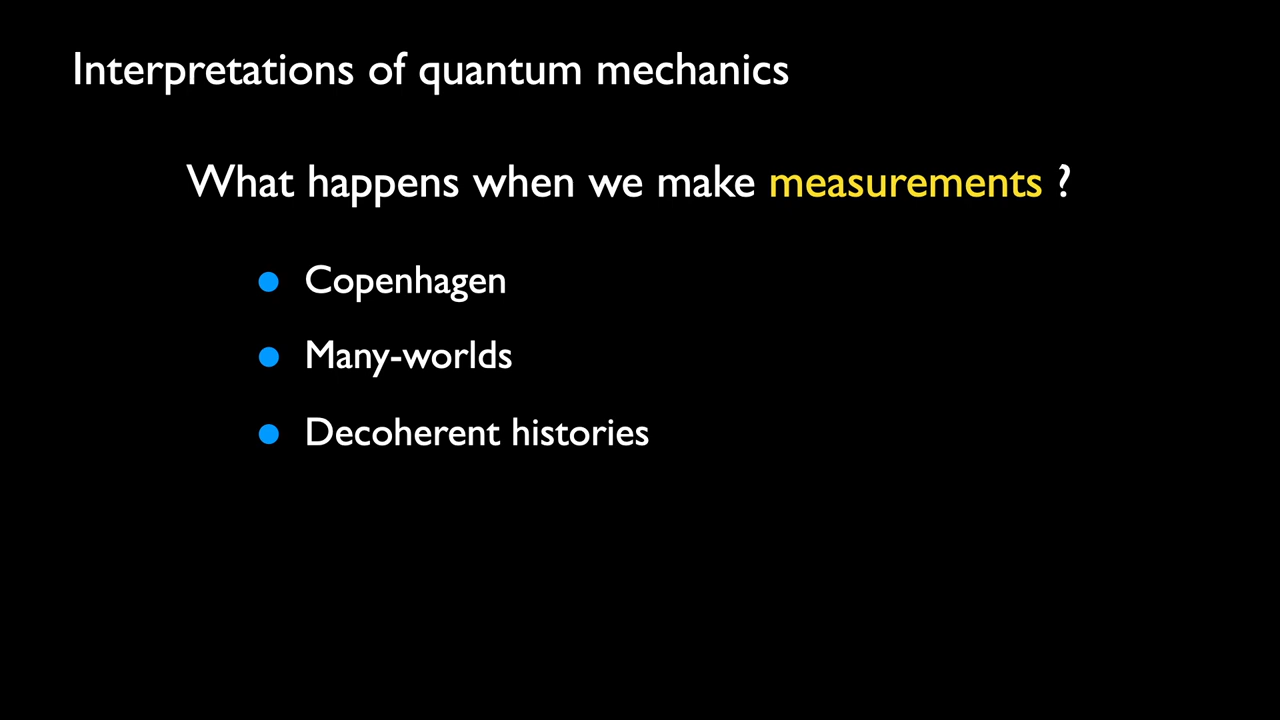 Interpretations of quantum mechanics
What happens when we make measurements ?
Copenhagen
Many-worlds
Decoherent histories